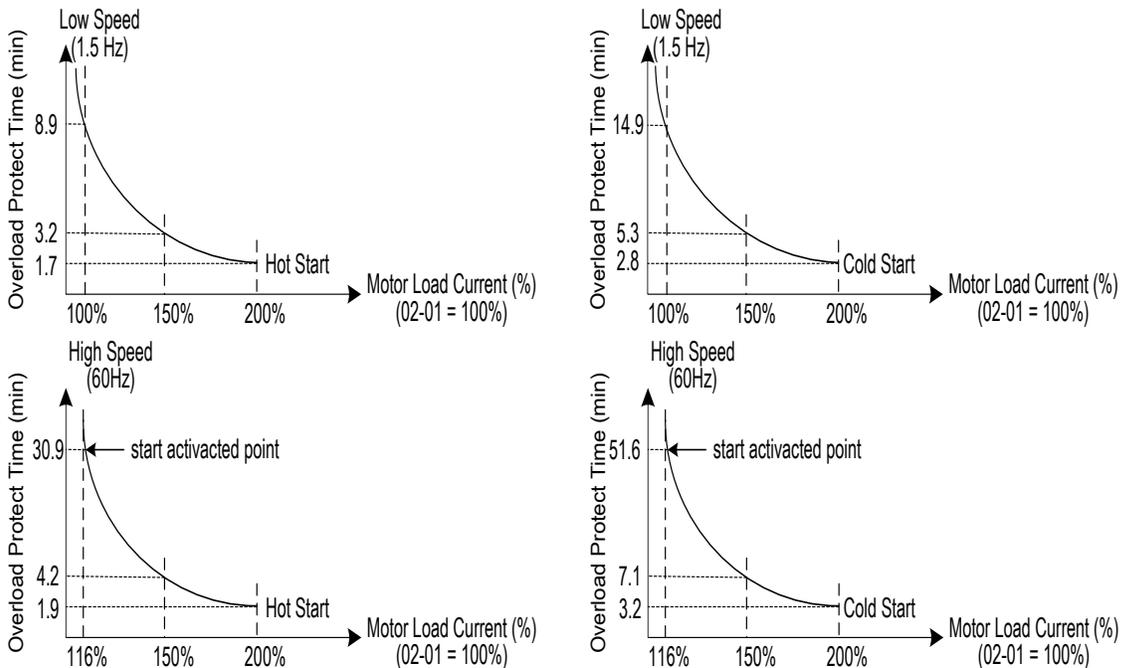 Low Speed
(1.5 Hz)
Overload Protect Time (min)
8.9
3.2
1.7
Hot Start
100%
150%
200%
Motor Load Current (%)
(02-01 = 100%)
Low Speed
(1.5 Hz)
Overload Protect Time (min)
14.9
5.3
2.8
Cold Start
100%
150%
200%
Motor Load Current (%)
(02-01 = 100%)
High Speed
(60Hz)
Overload Protect Time (min)
30.9
start activacted point
4.2
1.9
Hot Start
116%
150%
200%
Motor Load Current (%)
(02-01 = 100%)
High Speed
(60Hz)
Overload Protect Time (min)
51.6
start activacted point
7.1
3.2
Cold Start
116%
150%
200%
Motor Load Current (%)
(02-01 = 100%)